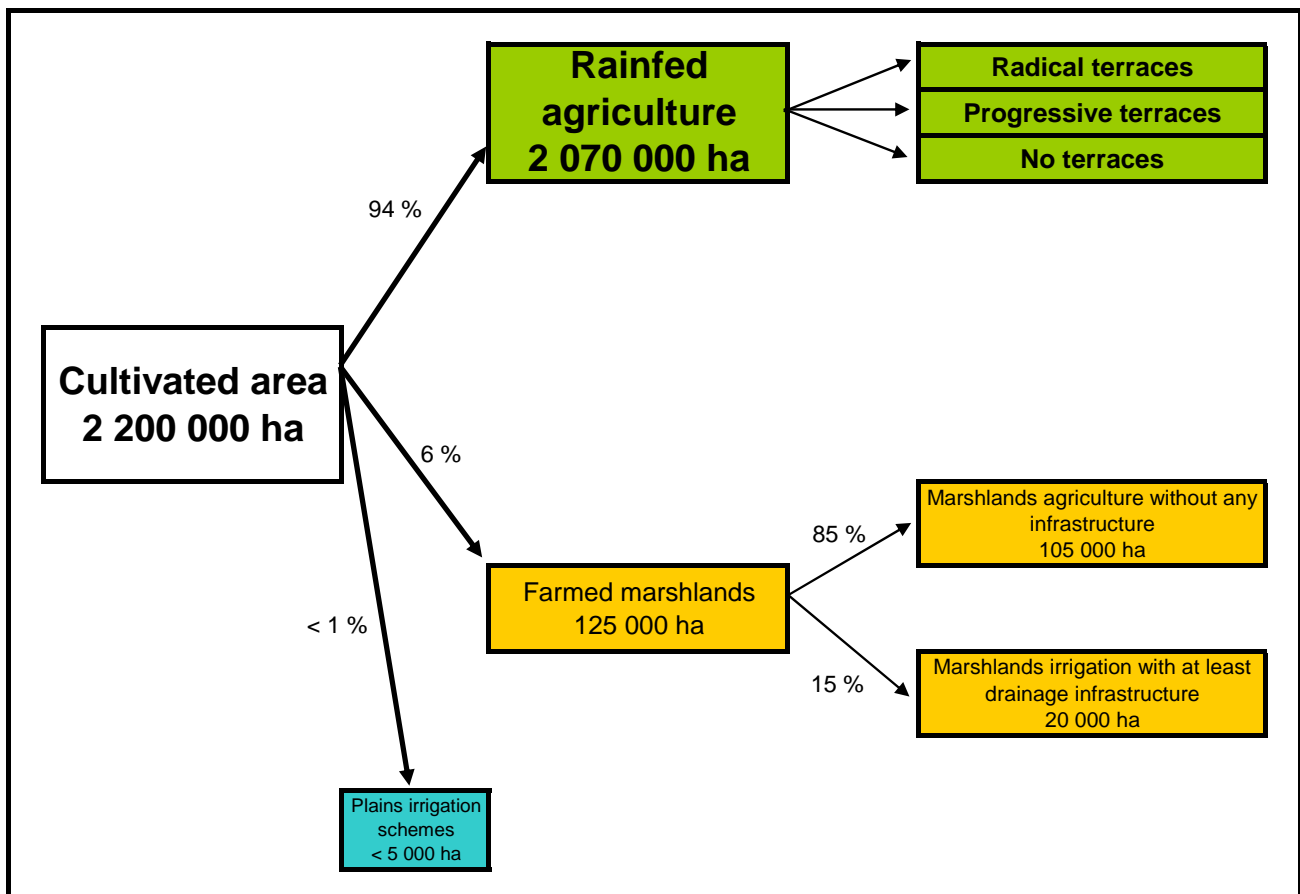 Rainfed
agriculture
2 070 000 ha
Radical terraces
Progressive terraces
No terraces
94 %
Cultivated area
2 200 000 ha
6 %
Marshlands agriculture without any
infrastructure
105 000 ha
85 %
Farmed marshlands
125 000 ha
< 1 %
15 %
Marshlands irrigation with at least
drainage infrastructure
20 000 ha
Plains irrigation
schemes
< 5 000 ha